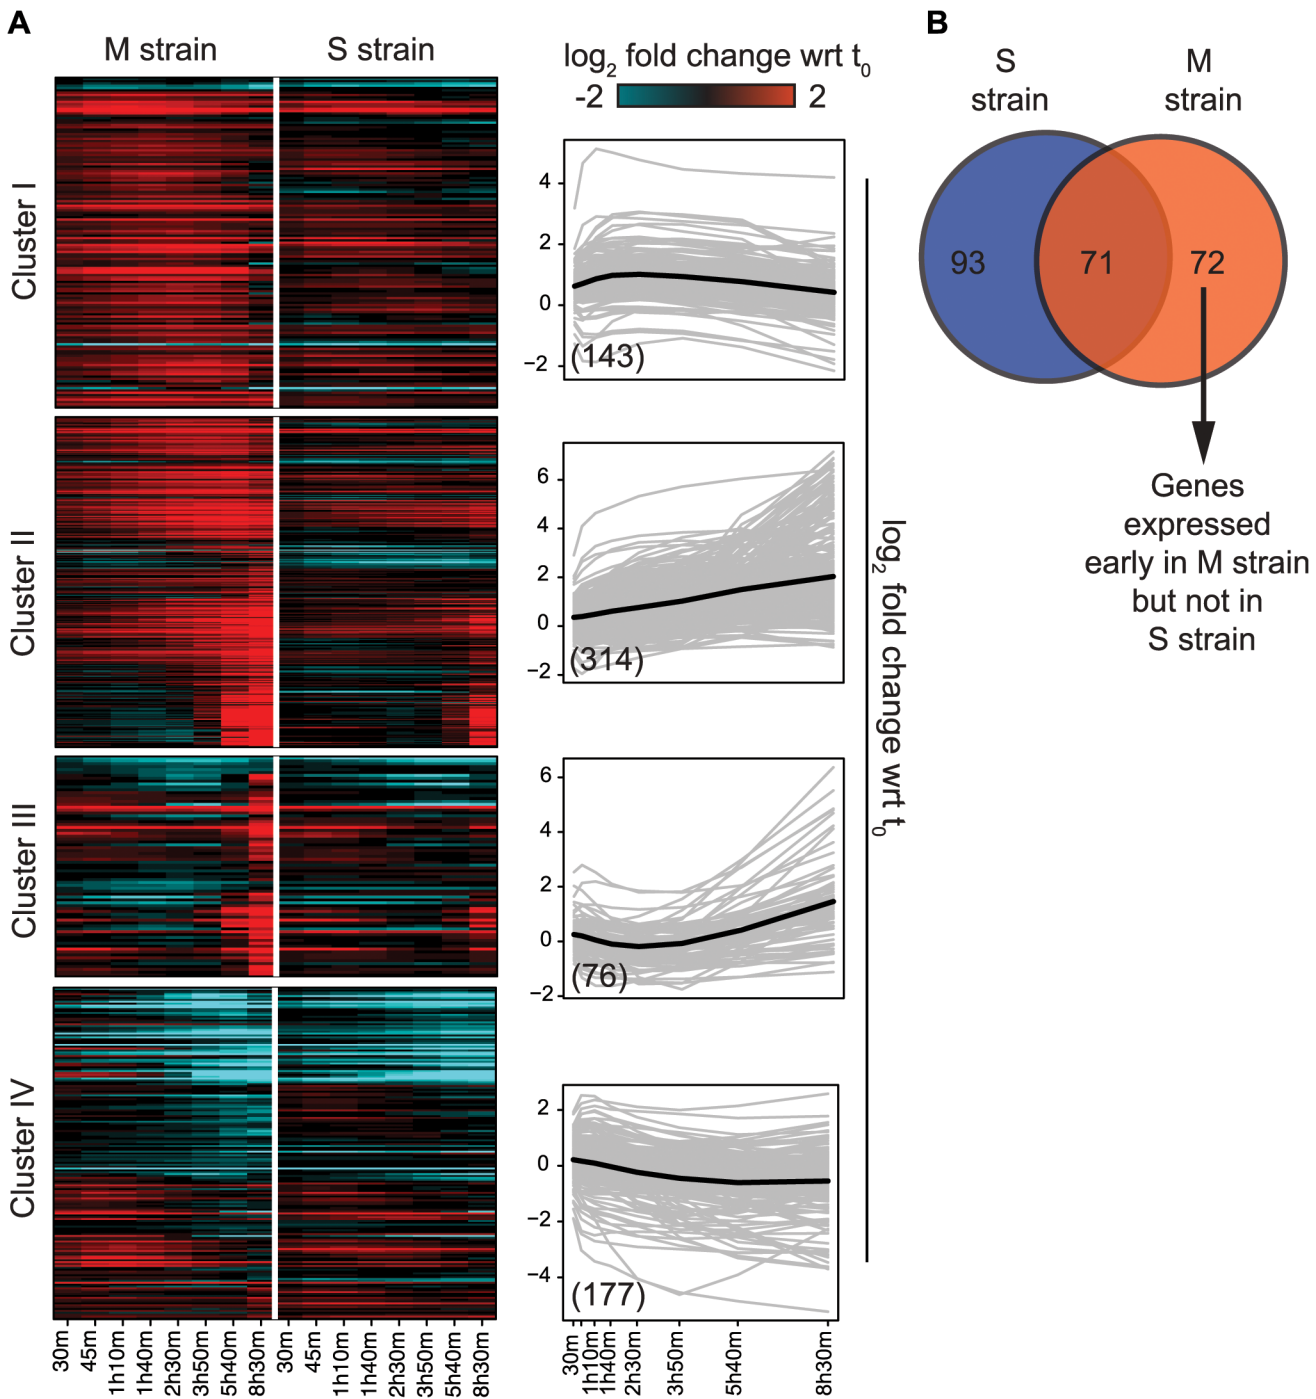 A
M strain
S strain
log2 fold change wrt t0
-2
2
Cluster I
Cluster II
Cluster III
Cluster IV
30m
45m
1h10m
1h40m
2h30m
3h50m
5h40m
8h30m
30m
45m
1h10m
1h40m
2h30m
3h50m
5h40m
8h30m
4
2
0
−2
(143)
6
4
2
0
−2
(314)
6
4
2
0
−2
(76)
2
0
−2
−4
(177)
30m
1h10m
1h40m
2h30m
3h50m
5h40m
8h30m
log2 fold change wrt t0
B
S
strain
M
strain
93
71
72
Genes
expressed
early in M strain
but not in
S strain